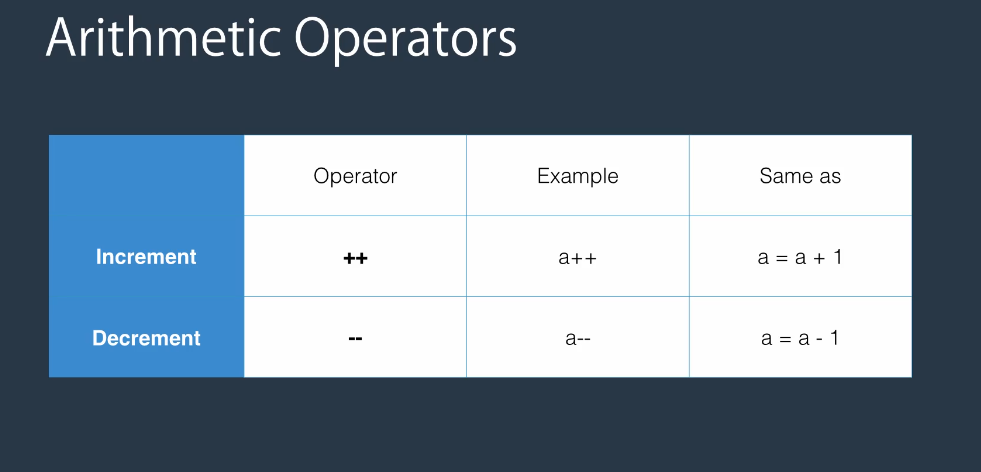 Arithmetic Operators
Operator Example Same as
Increment ++ a++ a = a + 1
Decrement -- a-- a = a - 1